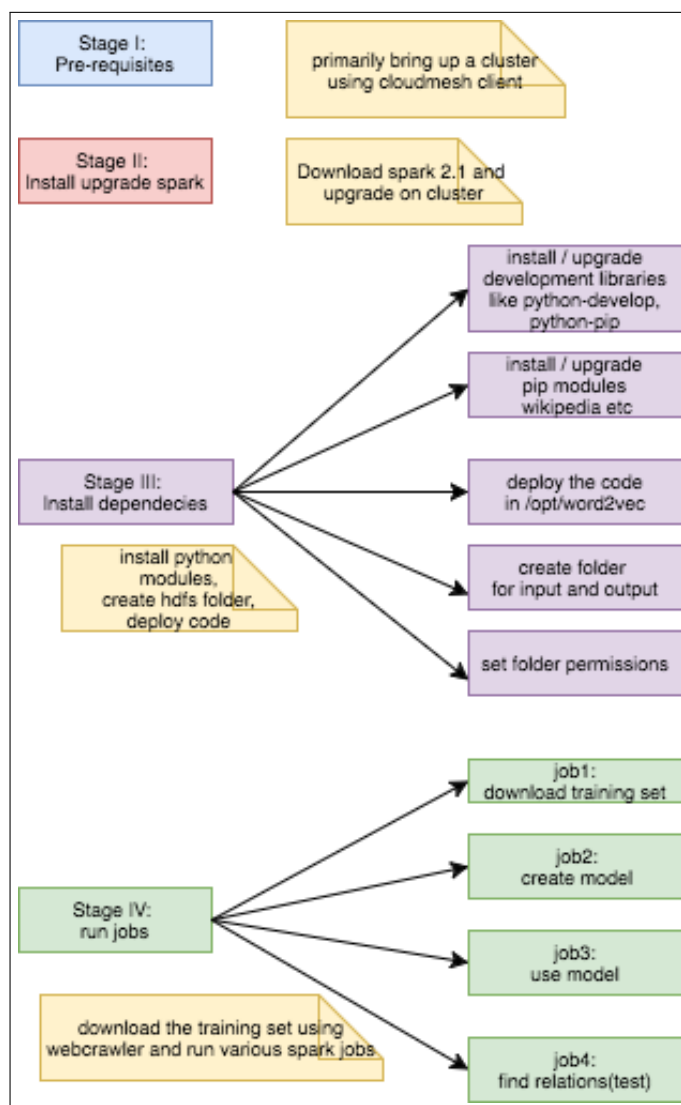 Stage I:
Pre-requisites
primarily bring up a cluster
using cloudmesh client
Stage II:
Install upgrade spark
Download spark 2.1 and
upgrade on cluster
install / upgrade
development libraries
like python-develop,
python-pip
install / upgrade
pip modules
wikipedia etc
Stage III:
Install dependecies
deploy the code
in /opt/word2vec
install python
modules,
create hdfs folder,
deploy code
create folder
for input and output
set folder permissions
job1:
download training set
job2:
create model
Stage IV:
run jobs
job3:
use model
download the training set using
webcrawler and run various spark jobs
job4:
find relations(test)